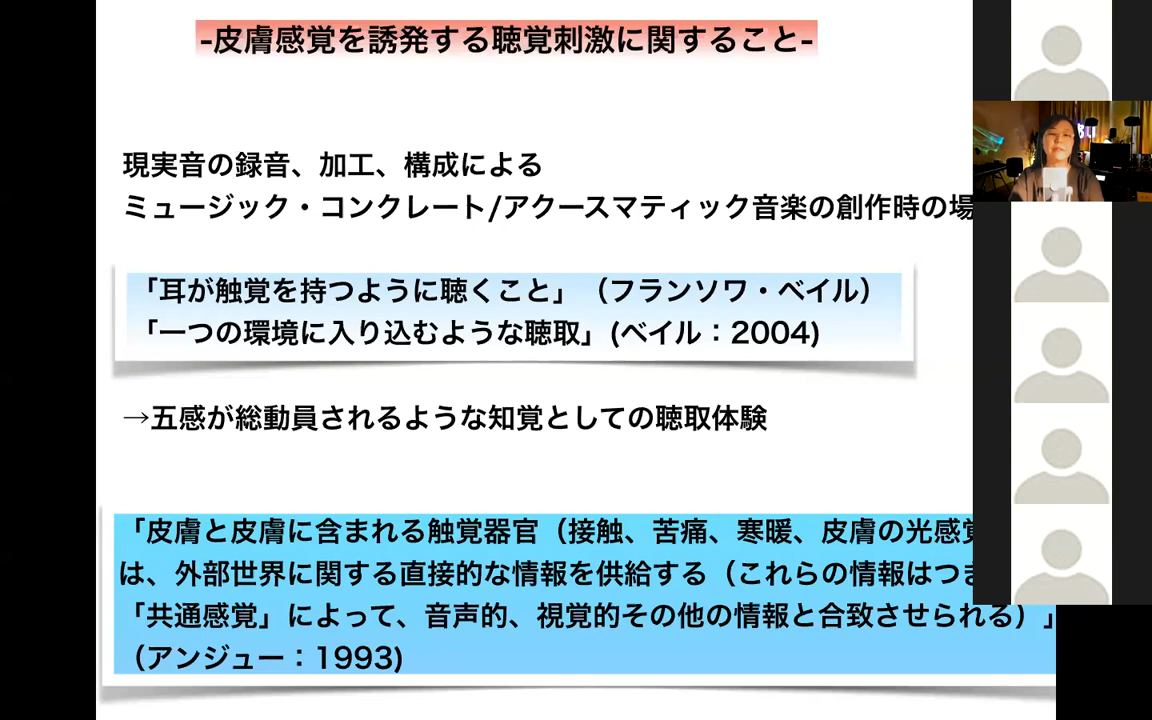 -皮膚感覚を誘発する聴覚刺激に関すること-
現実音の録音、加工、構成による
ミュージック・コンクレート/アクースマティック音楽の創作時の場
「耳が触覚を持つように聴くこと」（フランソワ・ベイル）
「一つの環境に入り込むような聴取」(ベイル：2004)
→五感が総動員されるような知覚としての聴取体験
「皮膚と皮膚に含まれる触覚器官（接触、苦痛、寒暖、皮膚の光感覚
は、外部世界に関する直接的な情報を供給する（これらの情報はつ
「共通感覚」によって、音声的、視覚的その他の情報と合致させられる）」
（アンジュー：1993)